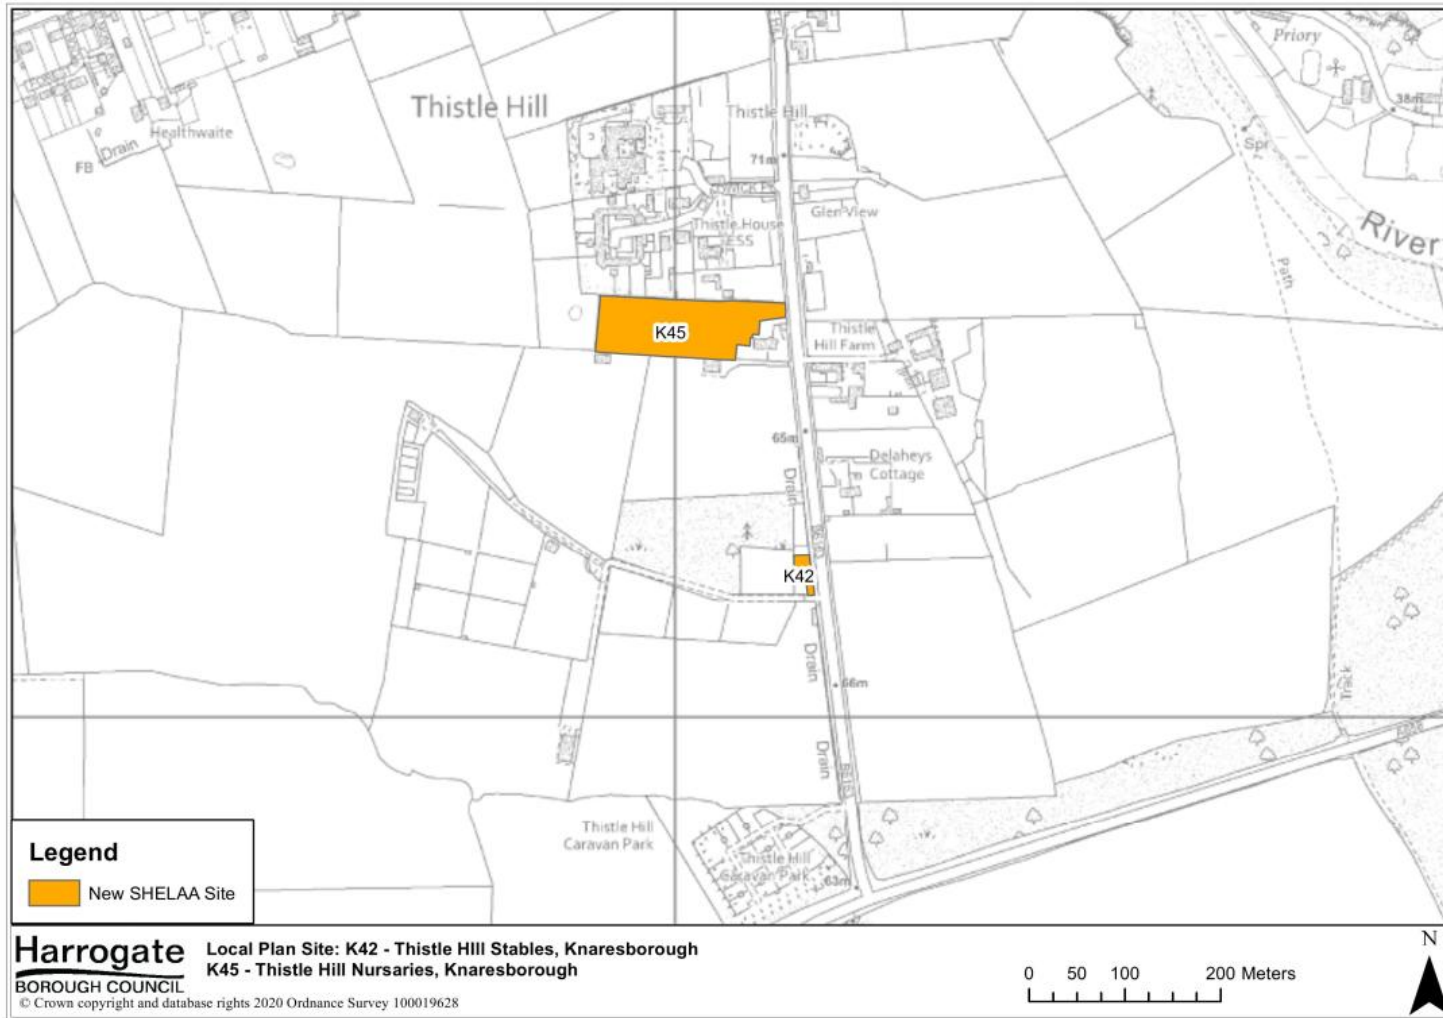 Priory
38m
Thistle Hill
Thistle Hill
Healthwaite
Drain
FB
71m
Spr
Glen View
Thistle House
ESS
River
Path
K45
Thistle
Hill Farm
65m
Delaheys
Cottage
Drain
K42
Drain
66m
Track
Drain
Thistle Hill
Caravan Park
Thistle Hill
Caravan Park
63m
Legend
New SHELAA Site
Harrogate
BOROUGH COUNCIL
Local Plan Site: K42 - Thistle HIll Stables, Knaresborough
K45 - Thistle Hill Nursaries, Knaresborough
© Crown copyright and database rights 2020 Ordnance Survey 100019628
0 50 100 200 Meters
N